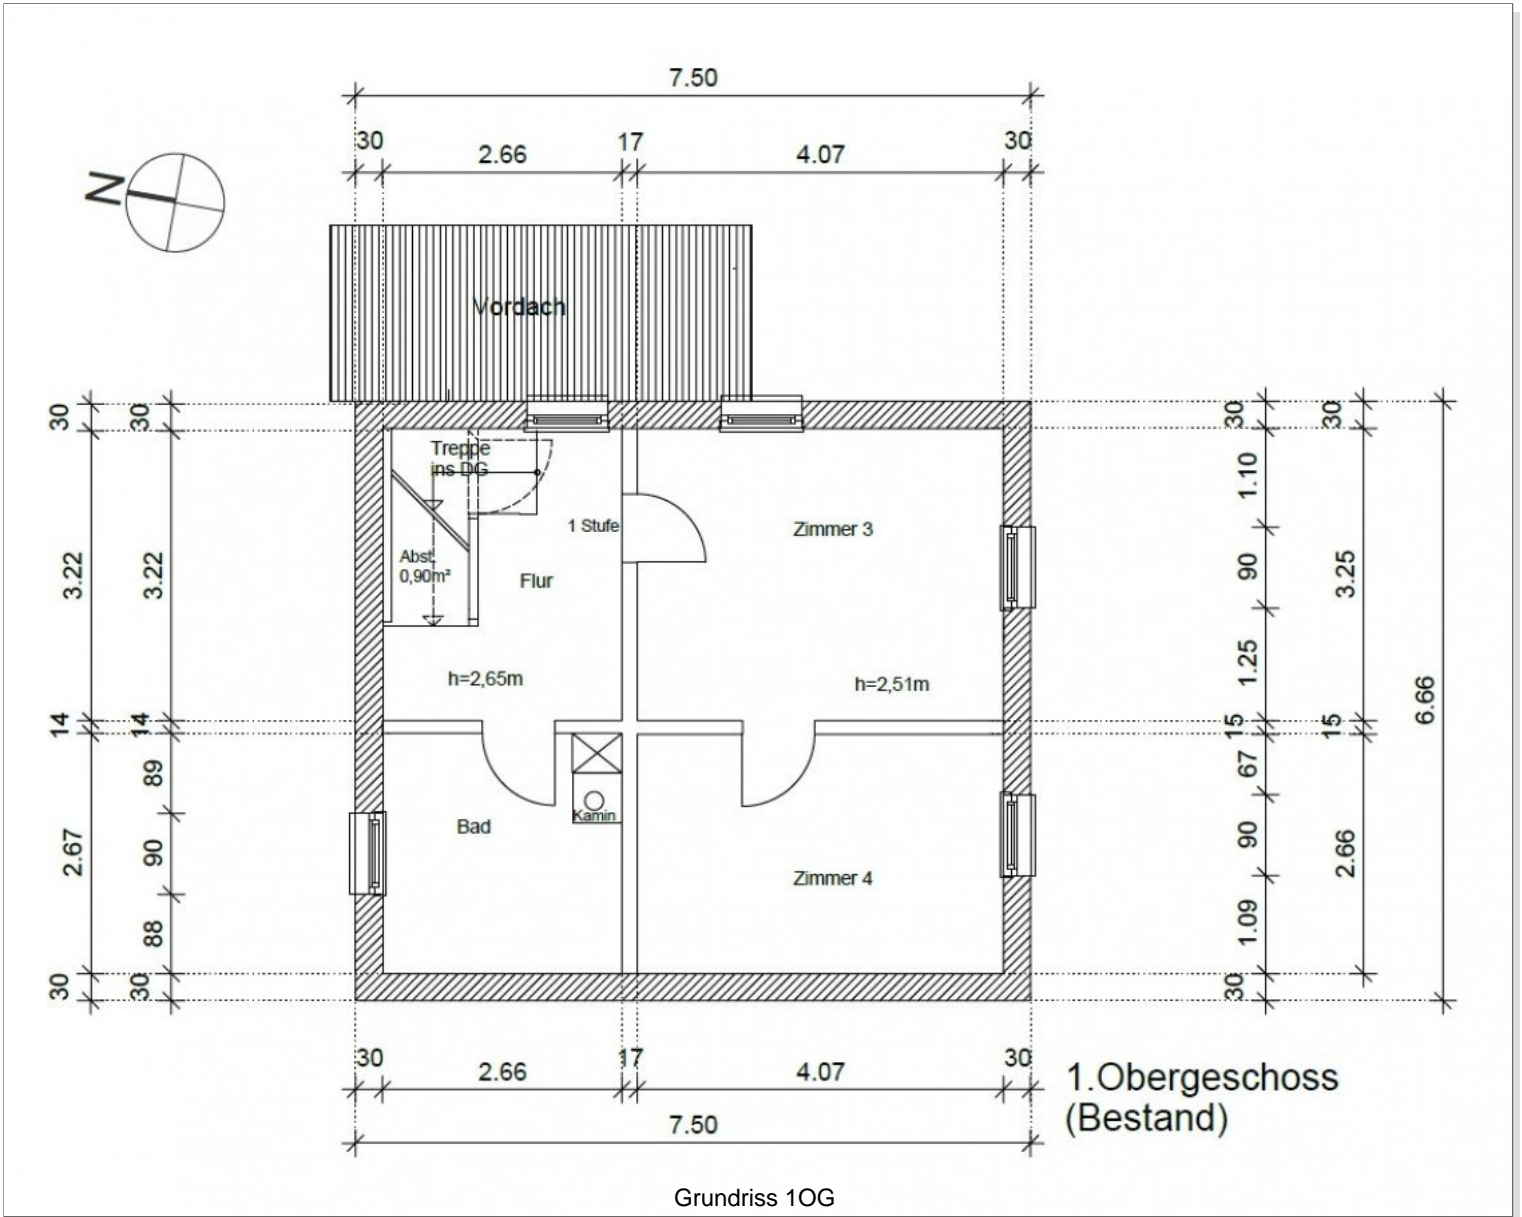 7.50
30 2.66 17 4.07 30
N
Vordach
30 30 30 30
Treppe
ins DG
1.10
1 Stufe
Zimmer 3
Abst.
0,90m²
Flur
3.22 3.22 90 3.25
h=2,65m
h=2,51m
1.25
6.66
14 14 15 15
89 67
Kamin
Bad
2.67 90 90 2.66
Zimmer 4
88 1.09
30 30 30
30 2.66 17 4.07 30
7.50
1.Obergeschoss
(Bestand)
Grundriss 1OG